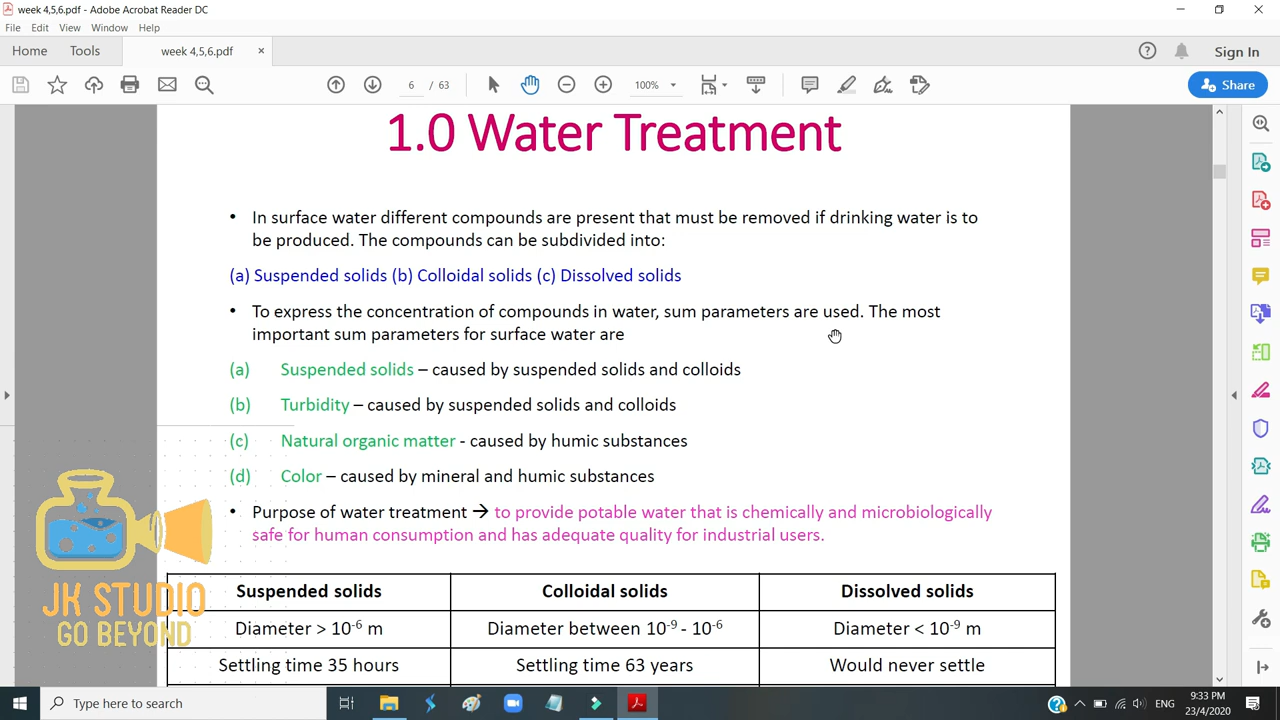 week 4,5,6.pdf - Adobe Acrobat Reader DC
File Edit View Window Help
Home Tools week 4,5,6.pdf × Sign In
6 / 63 100% Share
1.0 Water Treatment
• In surface water different compounds are present that must be removed if drinking water is to
be produced. The compounds can be subdivided into:
(a) Suspended solids (b) Colloidal solids (c) Dissolved solids
• To express the concentration of compounds in water, sum parameters are used. The most
important sum parameters for surface water are
(a) Suspended solids – caused by suspended solids and colloids
(b) Turbidity – caused by suspended solids and colloids
(c) Natural organic matter - caused by humic substances
(d) Color – caused by mineral and humic substances
• Purpose of water treatment → to provide potable water that is chemically and microbiologically
safe for human consumption and has adequate quality for industrial users.
Suspended solids Colloidal solids Dissolved solids
Diameter > 10⁻⁶ m Diameter between 10⁻⁹ - 10⁻⁶ Diameter < 10⁻⁹ m
Settling time 35 hours Settling time 63 years Would never settle
JK STUDIO
GO BEYOND
Type here to search
ENG
9:33 PM
23/4/2020